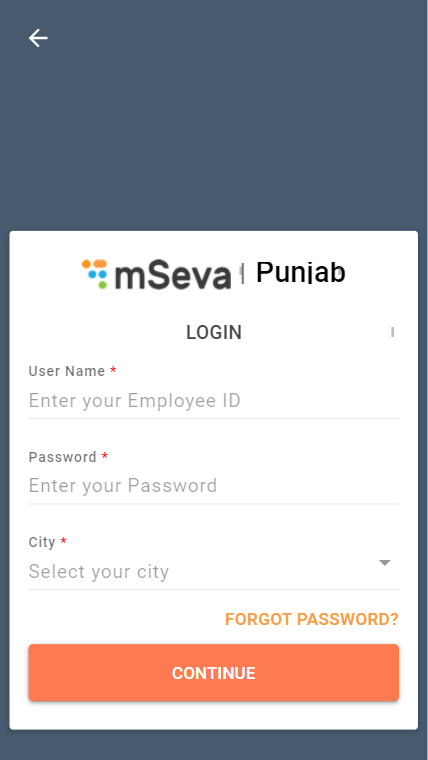 mSeva | Punjab
LOGIN
User Name *
Enter your Employee ID
Password *
Enter your Password
City *
Select your city
FORGOT PASSWORD?
CONTINUE